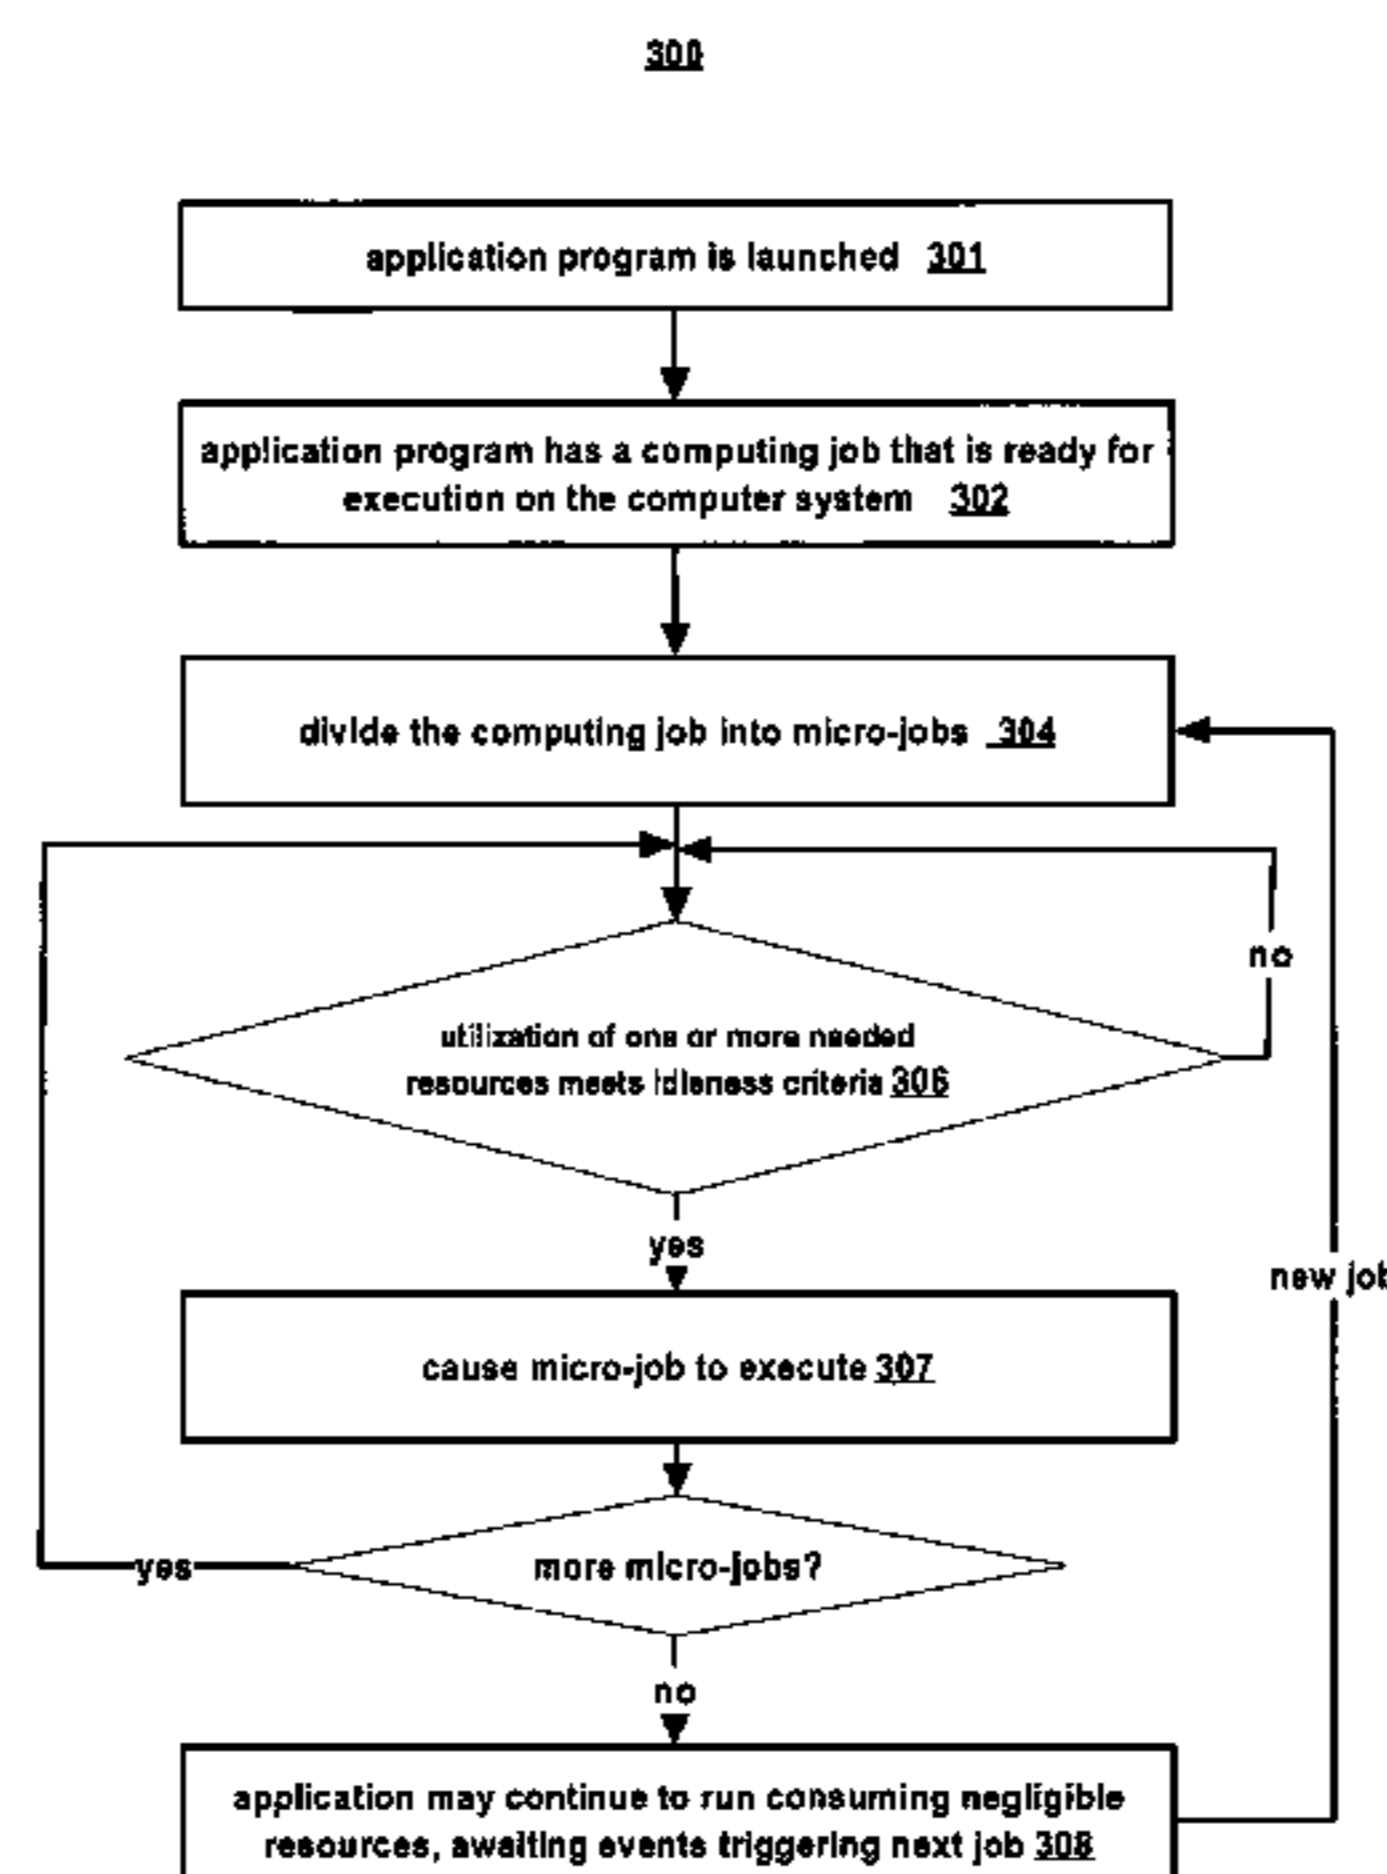 300
application program is launched 301
application program has a computing job that is ready for
execution on the computer system 302
divide the computing job into micro-jobs 304
no
utilization of one or more needed
resources meets idleness criteria 306
yes
new job
cause micro-job to execute 307
more micro-jobs?
yes
no
application may continue to run consuming negligible
resources, awaiting events triggering next job 308